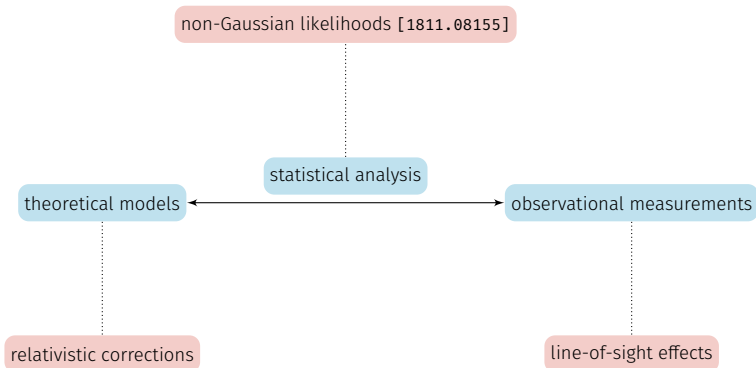 non-Gaussian likelihoods [1811.08155]
statistical analysis
theoretical models
observational measurements
relativistic corrections
line-of-sight effects